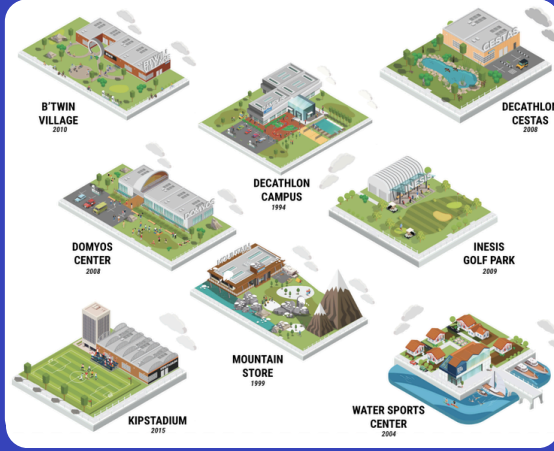 B'TWIN
VILLAGE
2010
DECATHLON
CAMPUS
1994
DECATHLON
CESTAS
2008
DOMYOS
CENTER
2008
INESIS
GOLF PARK
2009
MOUNTAIN
STORE
1999
KIPSTADIUM
2015
WATER SPORTS
CENTER
2004
CESTAS